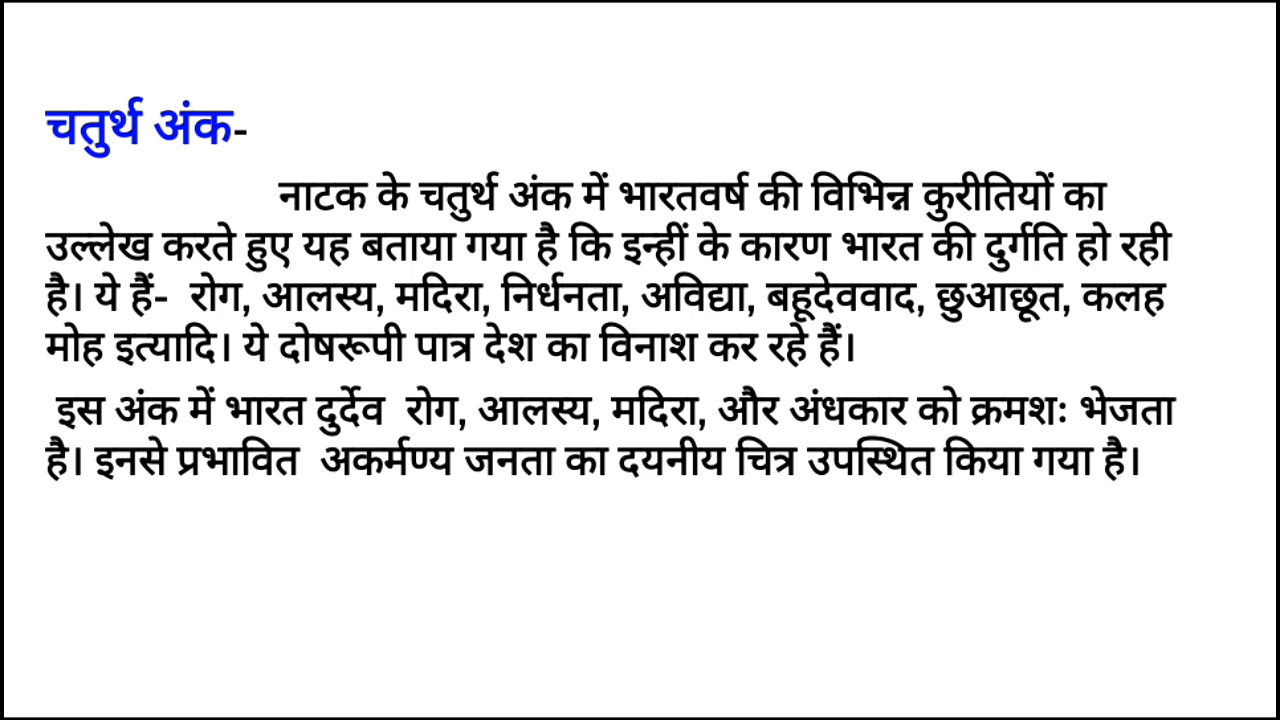 चतुर्थ अंक-
नाटक के चतुर्थ अंक में भारतवर्ष की विभिन्न कुरीतियों का
उल्लेख करते हुए यह बताया गया है कि इन्हीं के कारण भारत की दुर्गति हो रही
है। ये हैं- रोग, आलस्य, मदिरा, निर्धनता, अविद्या, बहूदेववाद, छुआछूत, कलह
मोह इत्यादि। ये दोषरूपी पात्र देश का विनाश कर रहे हैं।
इस अंक में भारत दुर्देव रोग, आलस्य, मदिरा, और अंधकार को क्रमशः भेजता
है। इनसे प्रभावित अकर्मण्य जनता का दयनीय चित्र उपस्थित किया गया है।